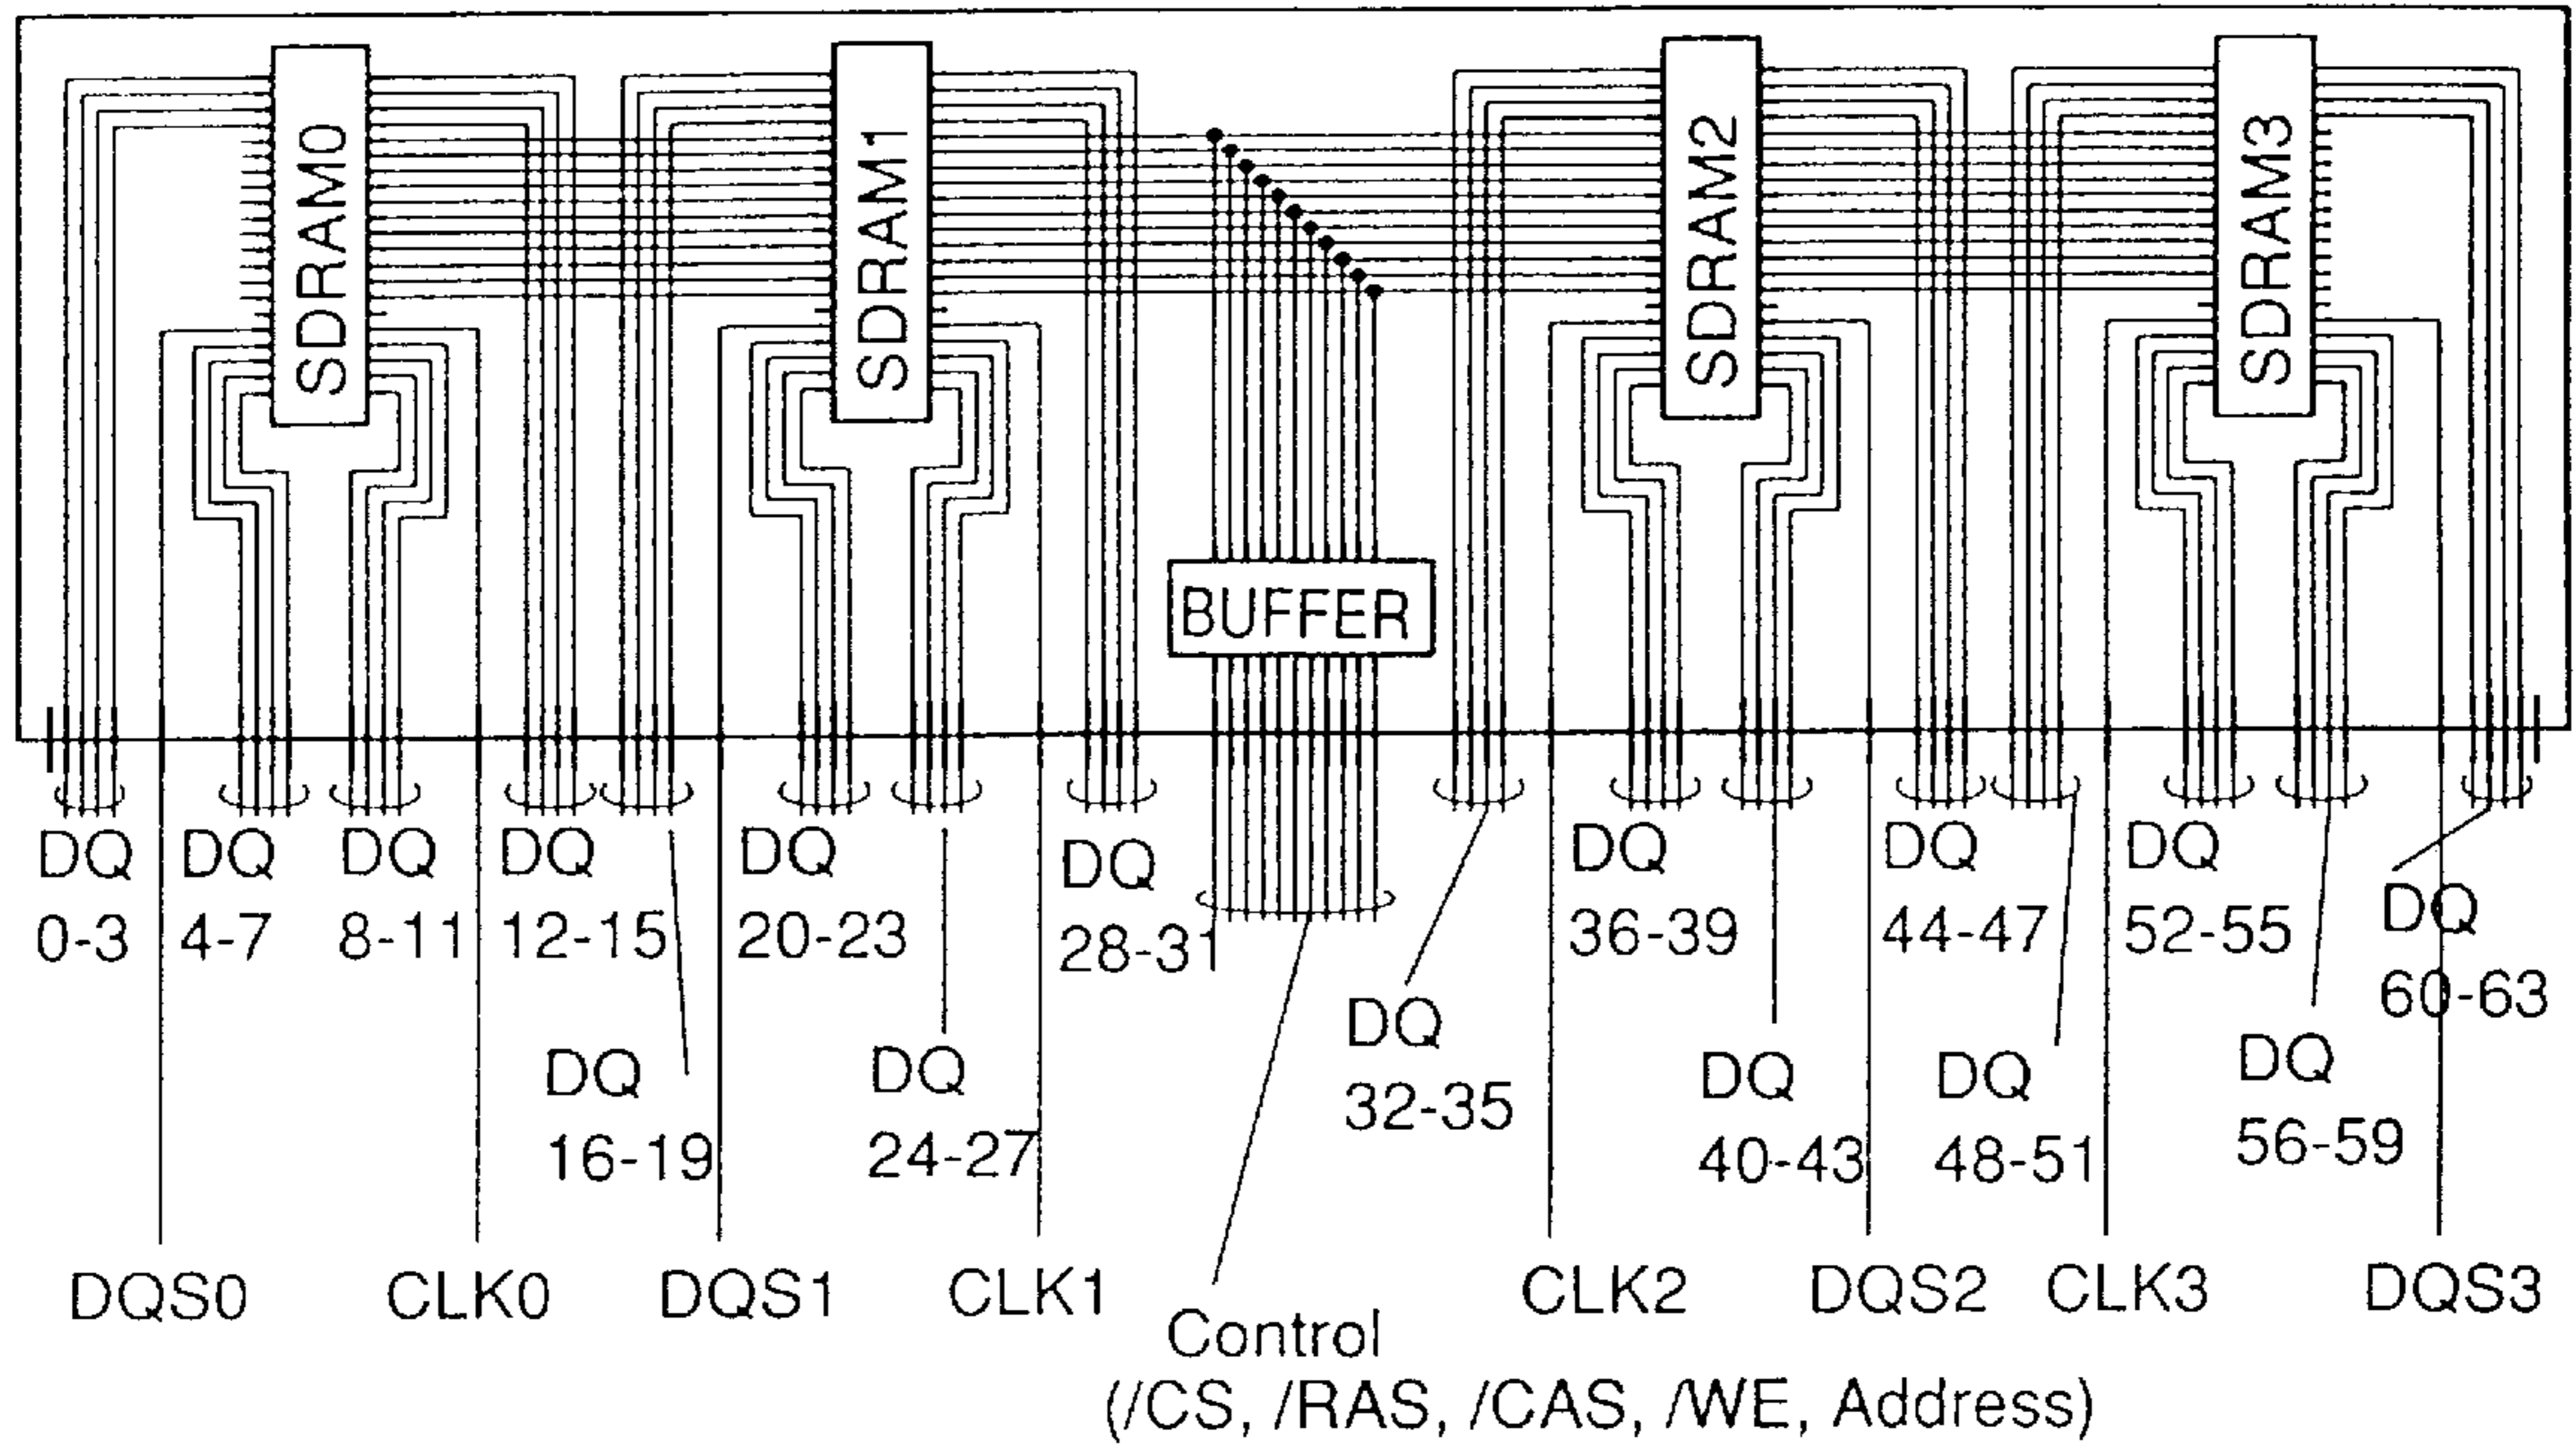 SDRAM0
SDRAM1
SDRAM2
SDRAM3
BUFFER
DQ
0-3
DQ
4-7
DQ
8-11
DQ
12-15
DQ
16-19
DQ
20-23
DQ
24-27
DQ
28-31
DQ
32-35
DQ
36-39
DQ
40-43
DQ
44-47
DQ
48-51
DQ
52-55
DQ
56-59
DQ
60-63
DQS0
CLK0
DQS1
CLK1
CLK2
DQS2
CLK3
DQS3
Control
(/CS, /RAS, /CAS, /WE, Address)